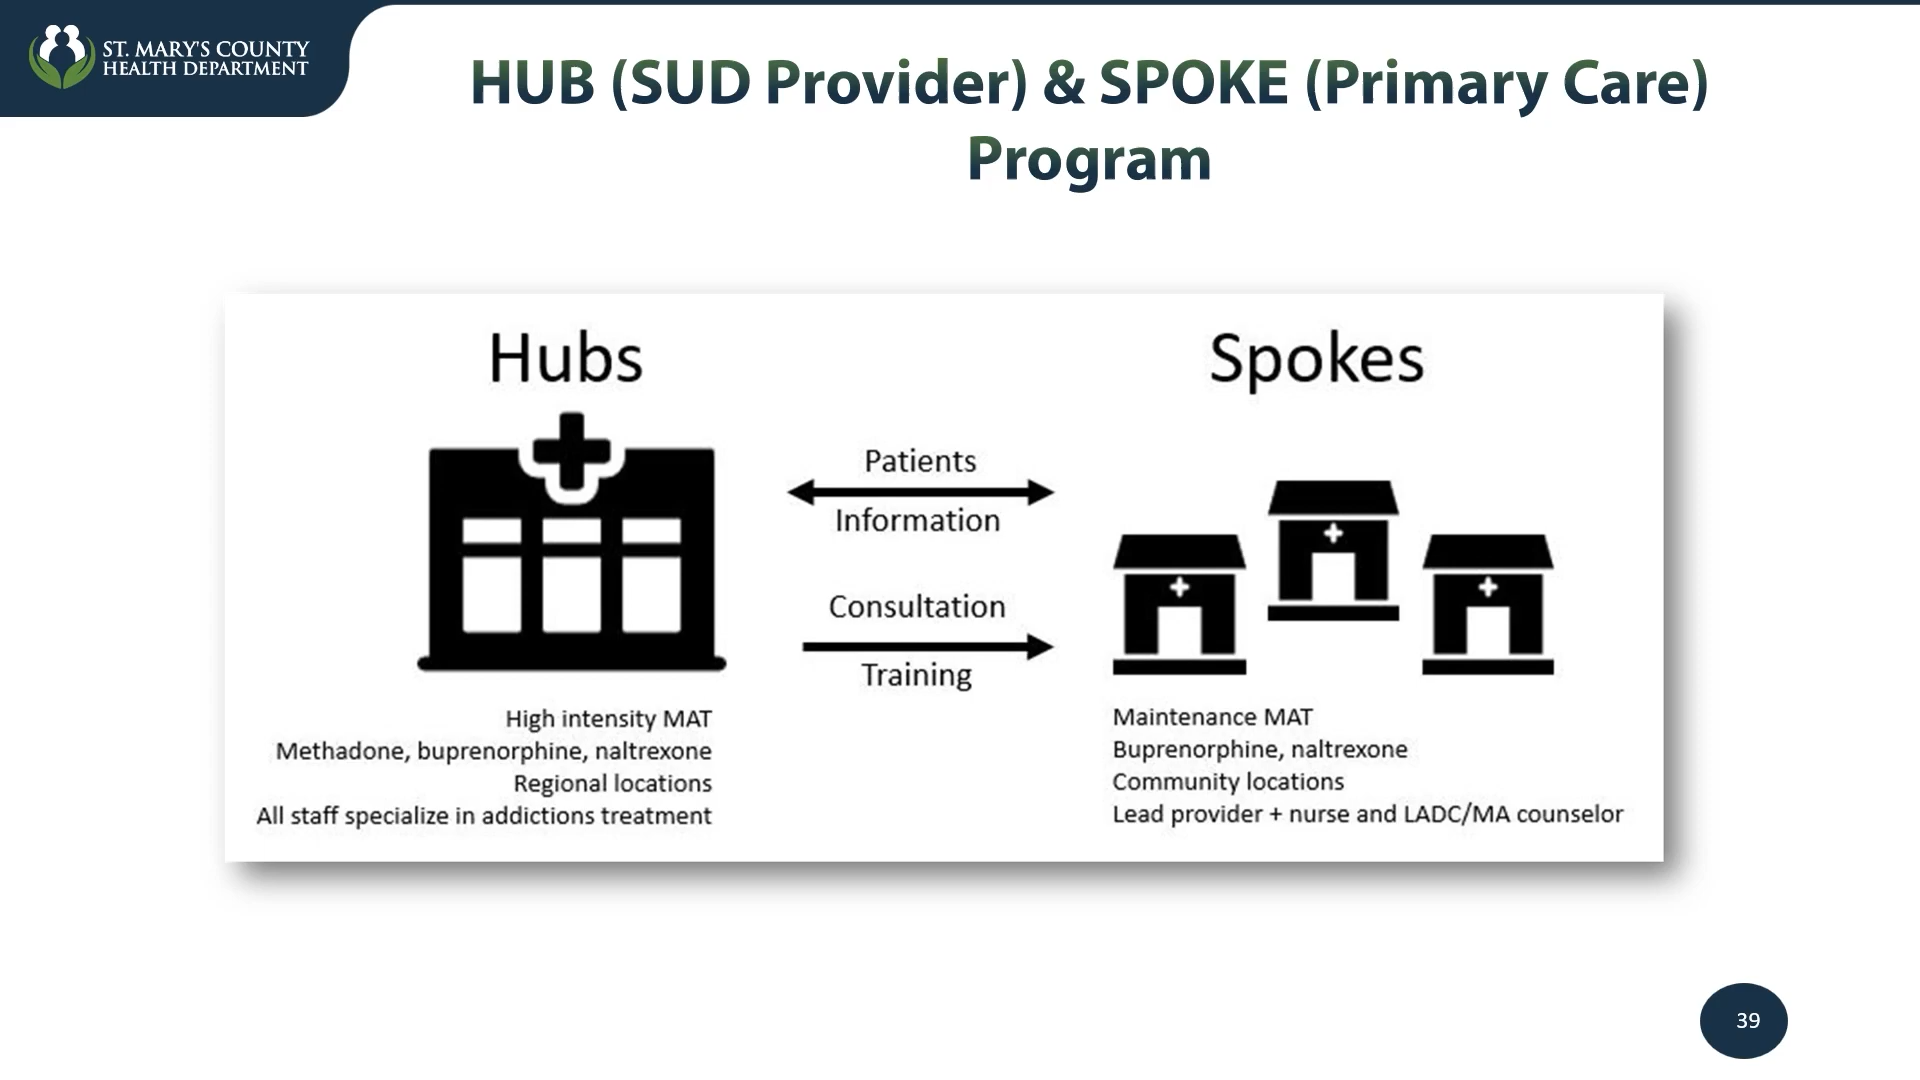 ST. MARY'S COUNTY
HEALTH DEPARTMENT
HUB (SUD Provider) & SPOKE (Primary Care)
Program
Hubs
Spokes
Patients
Information
Consultation
Training
High intensity MAT
Methadone, buprenorphine, naltrexone
Regional locations
All staff specialize in addictions treatment
Maintenance MAT
Buprenorphine, naltrexone
Community locations
Lead provider + nurse and LADC/MA counselor
39